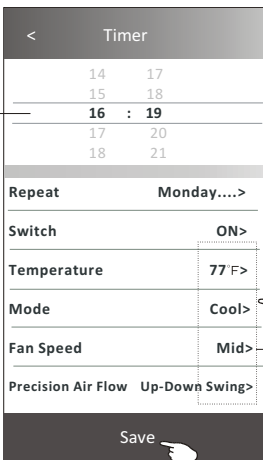 < Timer
14 17
15 18
16 : 19
17 20
18 21
Repeat Monday....>
Switch ON>
Temperature 77°F>
Mode Cool>
Fan Speed Mid>
Precision Air Flow Up-Down Swing>
Save